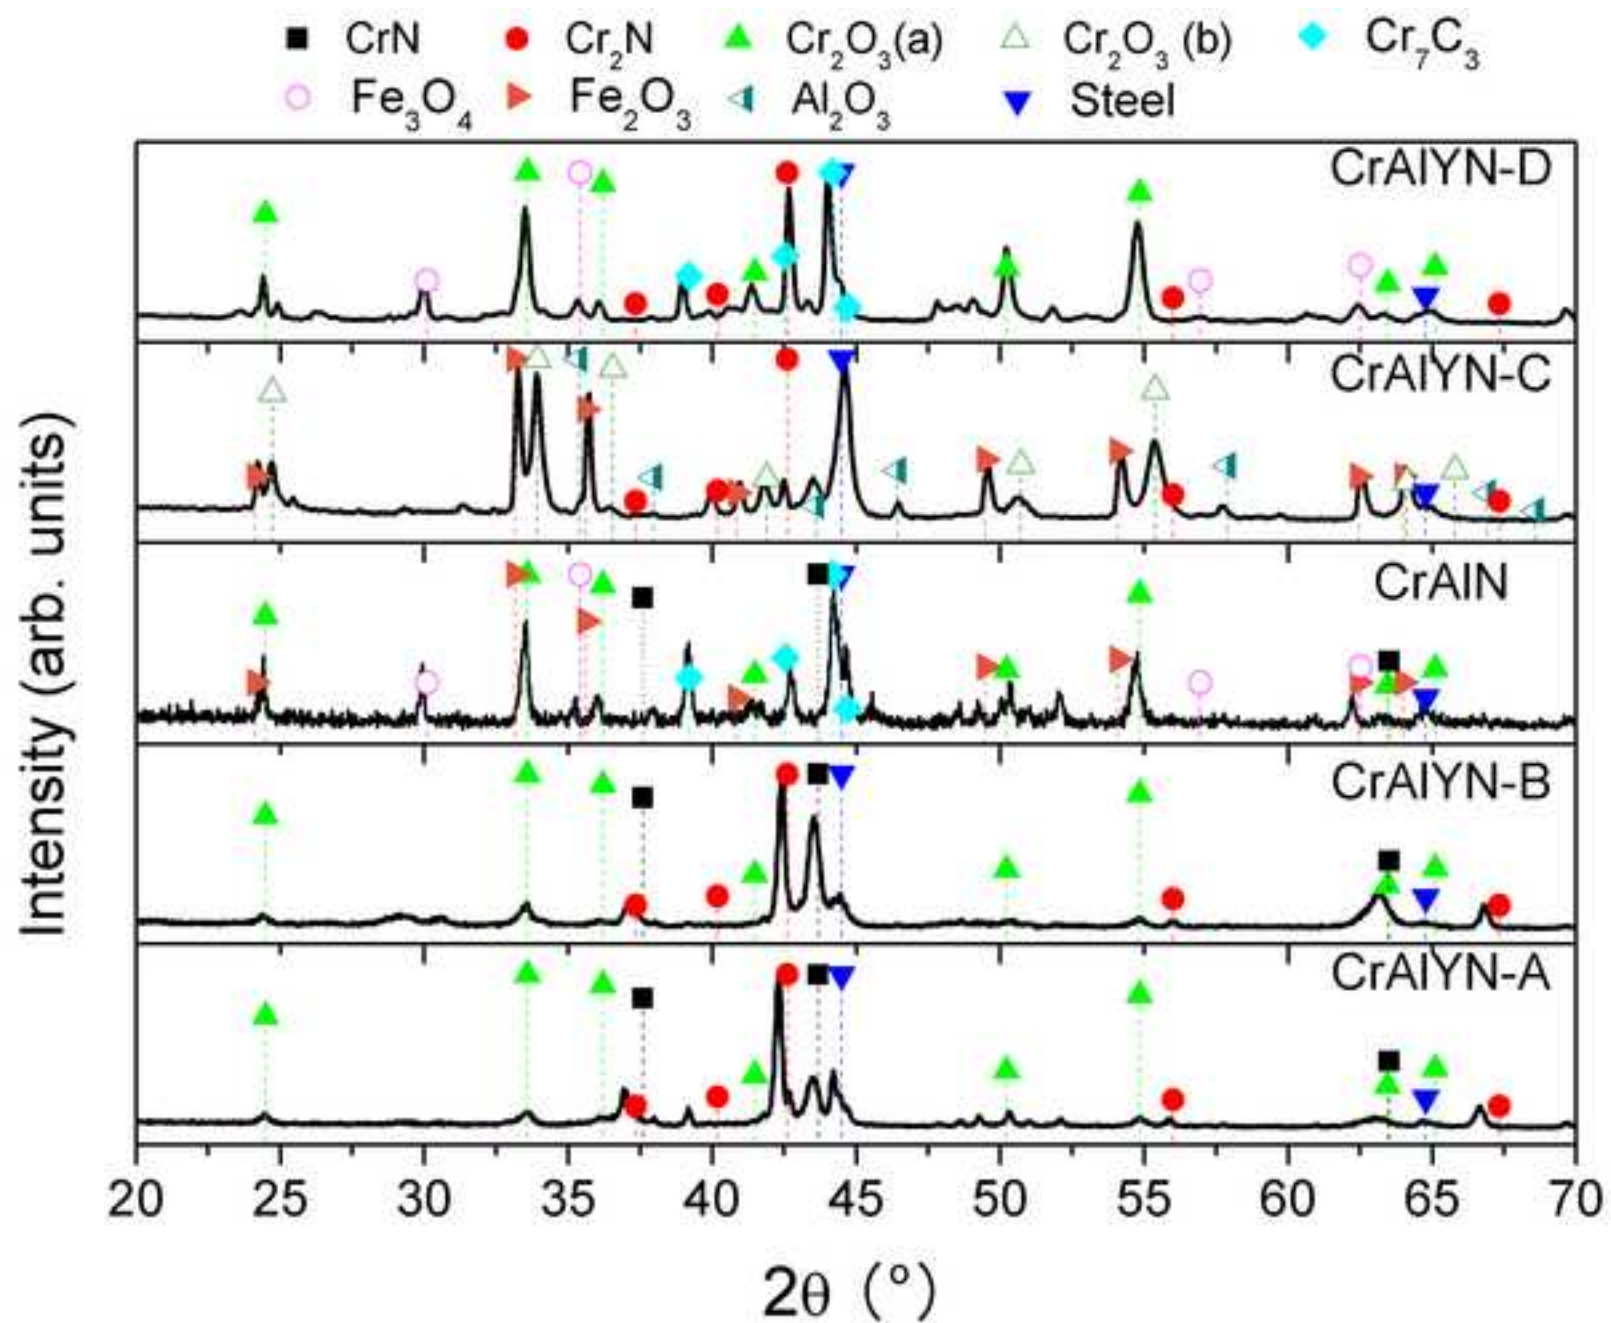 CrN Cr₂N Cr₂O₃(a) Cr₂O₃ (b) Cr₇C₃
Fe₃O₄ Fe₂O₃ Al₂O₃ Steel
CrAlYN-D
CrAlYN-C
CrAlN
CrAlYN-B
CrAlYN-A
Intensity (arb. units)
20 25 30 35 40 45 50 55 60 65 70
2θ (º)